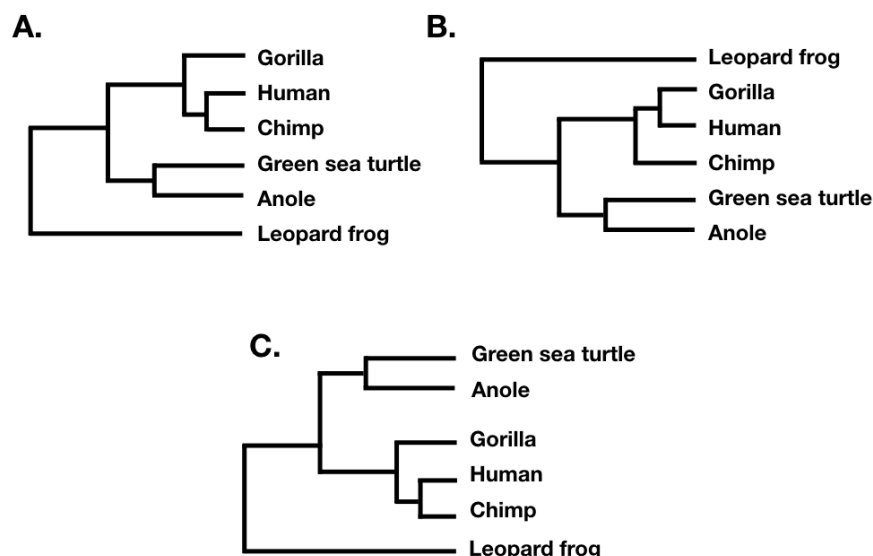 A.
Gorilla
Human
Chimp
Green sea turtle
Anole
Leopard frog
B.
Leopard frog
Gorilla
Human
Chimp
Green sea turtle
Anole
C.
Green sea turtle
Anole
Gorilla
Human
Chimp
Leopard frog